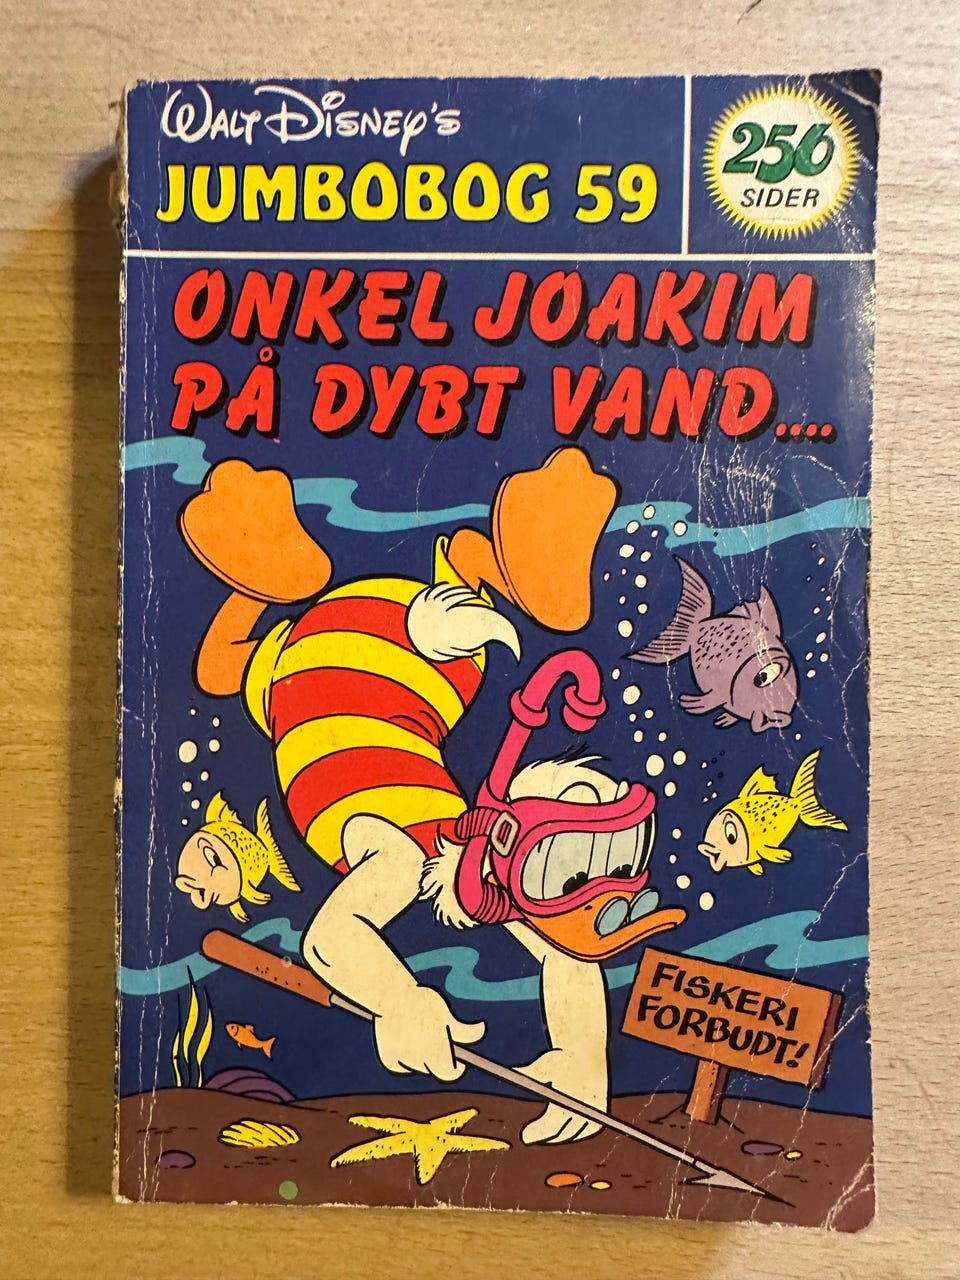 Walt Disney's
JUMBOBOG 59
256
SIDER
ONKEL JOAKIM
PÅ DYBT VAND....
FISKERI
FORBUDT!